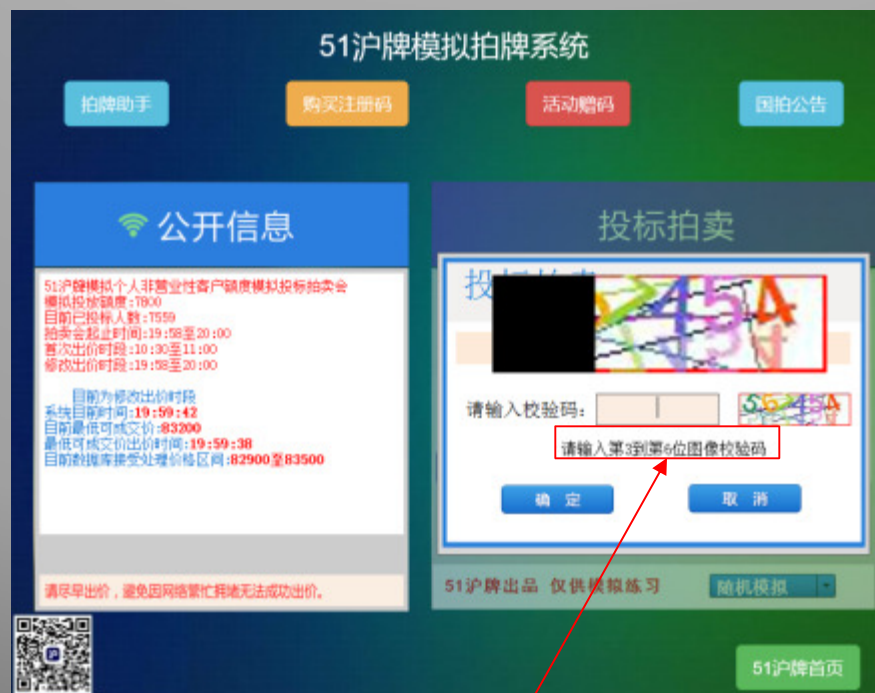 51沪牌模拟拍牌系统
拍牌助手
购买注册码
活动赠码
国拍公告
公开信息
51沪牌模拟个人非营业性客户额度模拟投标拍卖会
模拟投放额度:7800
目前已投标人数:7559
拍卖会起止时间:19:58至20:00
首次出价时段:10:30至11:00
修改出价时段:19:58至20:00
目前为修改出价时段
系统目前时间:19:59:42
目前最低可成交价:83200
最低可成交价出价时间:19:59:38
目前数据库接受处理价格区间:82900至83500
请尽早出价，避免因网络繁忙拥堵无法成功出价。
投标拍卖
请输入校验码:
请输入第3到第6位图像校验码
确 定
取 消
51沪牌出品 仅供模拟练习
随机模拟
51沪牌首页